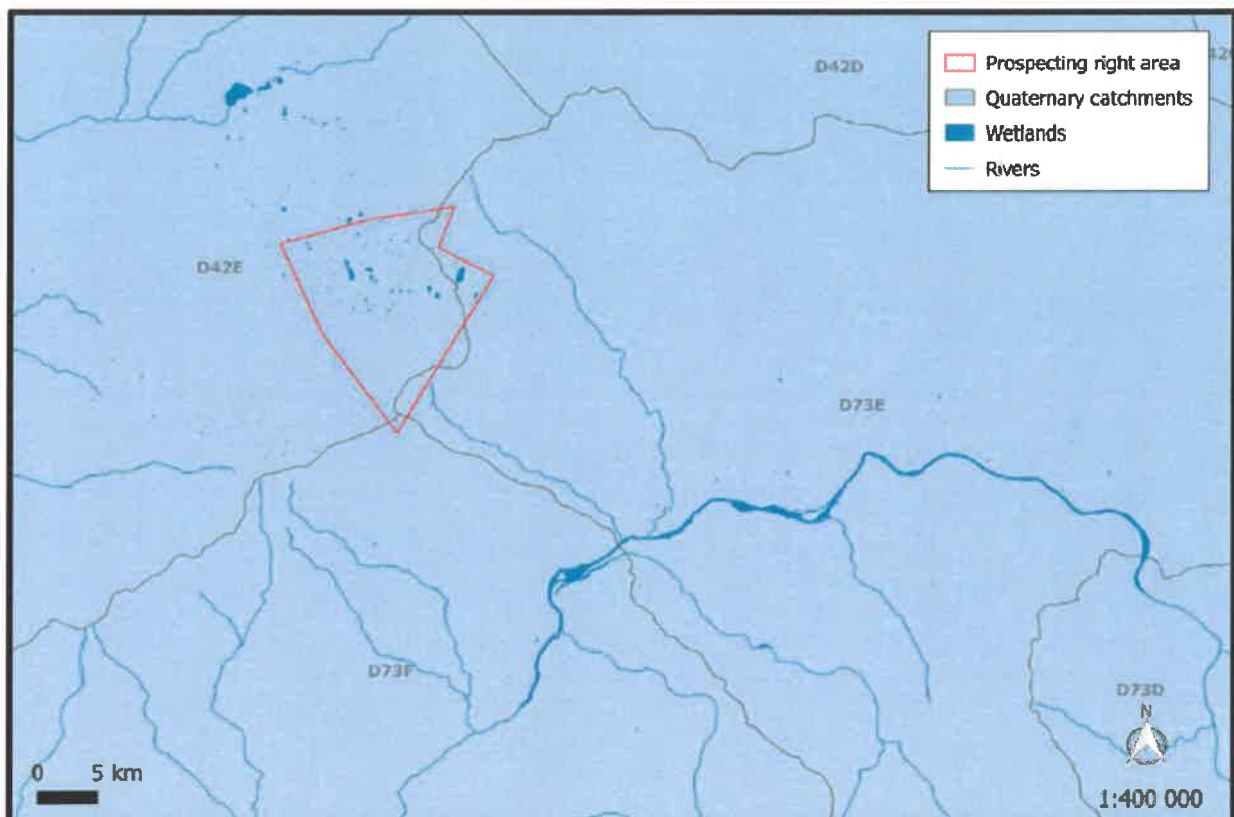 D42D
Prospecting right area
Quaternary catchments
Wetlands
Rivers
D42E
D73E
D73F
D73D
N
0 5 km
1:400 000